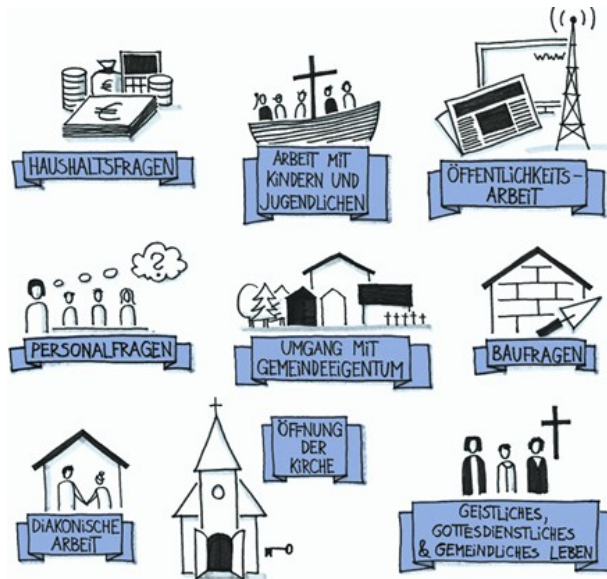 HAUSHALTSFRAGEN
ARBEIT MIT
KINDERN UND
JUGENDLICHEN
www
ÖFFENTLICHKEITS-
ARBEIT
?
PERSONALFRAGEN
UMGANG MIT
GEMEINDEEIGENTUM
BAUFRAGEN
DIAKONISCHE
ARBEIT
ÖFFNUNG
DER
KIRCHE
GEISTLICHES,
GOTTESDIENSTLICHES
& GEMEINDLICHES LEBEN
€
€